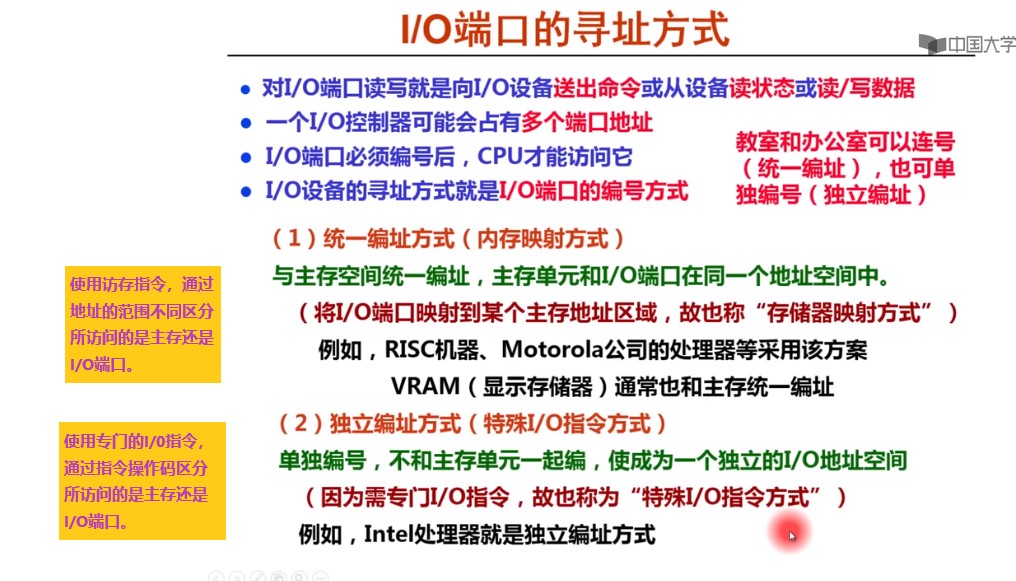 I/O端口的寻址方式
中国大学
对I/O端口读写就是向I/O设备送出命令或从设备读状态或读/写数据
一个I/O控制器可能会占有多个端口地址
I/O端口必须编号后，CPU才能访问它
I/O设备的寻址方式就是I/O端口的编号方式
教室和办公室可以连号
（统一编址），也可单
独编号（独立编址）
（1）统一编址方式（内存映射方式）
与主存空间统一编址，主存单元和I/O端口在同一个地址空间中。
（将I/O端口映射到某个主存地址区域，故也称“存储器映射方式”）
例如，RISC机器、Motorola公司的处理器等采用该方案
VRAM（显示存储器）通常也和主存统一编址
使用访存指令，通过
地址的范围不同区分
所访问的是主存还是
I/O端口。
（2）独立编址方式（特殊I/O指令方式）
单独编号，不和主存单元一起编，使成为一个独立的I/O地址空间
（因为需专门I/O指令，故也称为“特殊I/O指令方式”）
例如，Intel处理器就是独立编址方式
使用专门的I/0指令，
通过指令操作码区分
所访问的是主存还是
I/O端口。